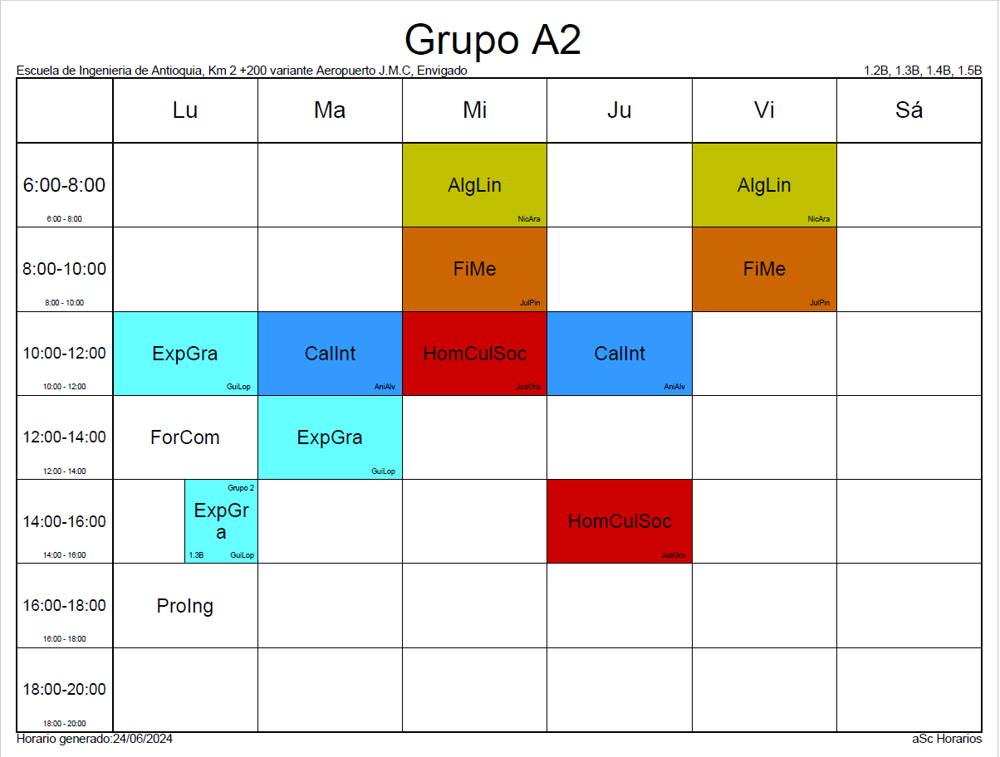 Grupo A2
Escuela de Ingenieria de Antioquia, Km 2 +200 variante Aeropuerto J.M.C, Envigado
1.2B, 1.3B, 1.4B, 1.5B
Lu Ma Mi Ju Vi Sá
6:00-8:00
6:00 - 8:00
AlgLin
NicAra
AlgLin
NicAra
8:00-10:00
8:00 - 10:00
FiMe
JulPin
FiMe
JulPin
10:00-12:00
10:00 - 12:00
ExpGra
GuiLop
CalInt
AniAlv
HomCulSoc
JuaGra
CalInt
AniAlv
12:00-14:00
12:00 - 14:00
ForCom
ExpGra
GuiLop
14:00-16:00
14:00 - 16:00
Grupo 2
ExpGr
a
1.3B GuiLop
HomCulSoc
JuaGra
16:00-18:00
16:00 - 18:00
ProIng
18:00-20:00
18:00 - 20:00
Horario generado:24/06/2024
aSc Horarios